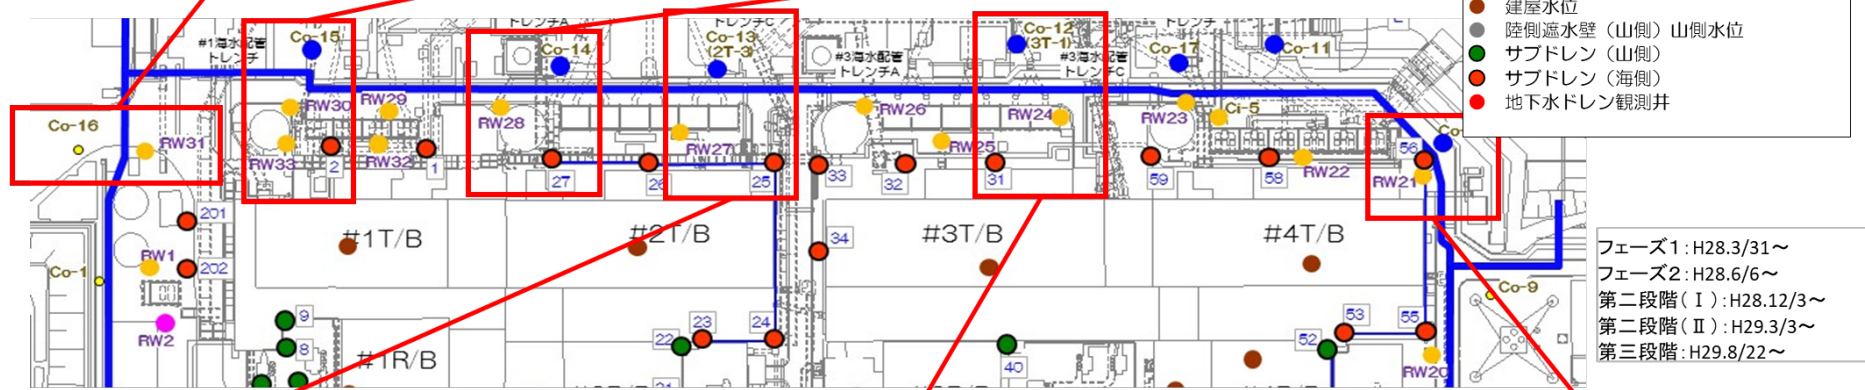 建屋水位
陸側遮水壁（山側）山側水位
サブドレン（山側）
サブドレン（海側）
地下水ドレン観測井
トレンチA
トレンチC
トレンチ
Co-15
#1海水配管
トレンチ
Co-14
Co-13
(2T-3)
Co-12
(3T-1)
#3海水配管
トレンチA
#3海水配管
トレンチC
Co-17
Co-11
Co-16
RW31
RW30
RW29
RW28
RW33
RW32
RW27
RW26
RW25
RW24
RW23
Ci-5
RW22
RW21
2
1
27
26
25
33
32
31
59
58
56
201
202
34
#1T/B
#2T/B
#3T/B
#4T/B
RW1
Co-1
RW2
9
8
#1R/B
22
23
24
40
52
53
55
RW20
Co-9
フェーズ1：H28.3/31～
フェーズ2：H28.6/6～
第二段階（Ⅰ）：H28.12/3～
第二段階（Ⅱ）：H29.3/3～
第三段階：H29.8/22～